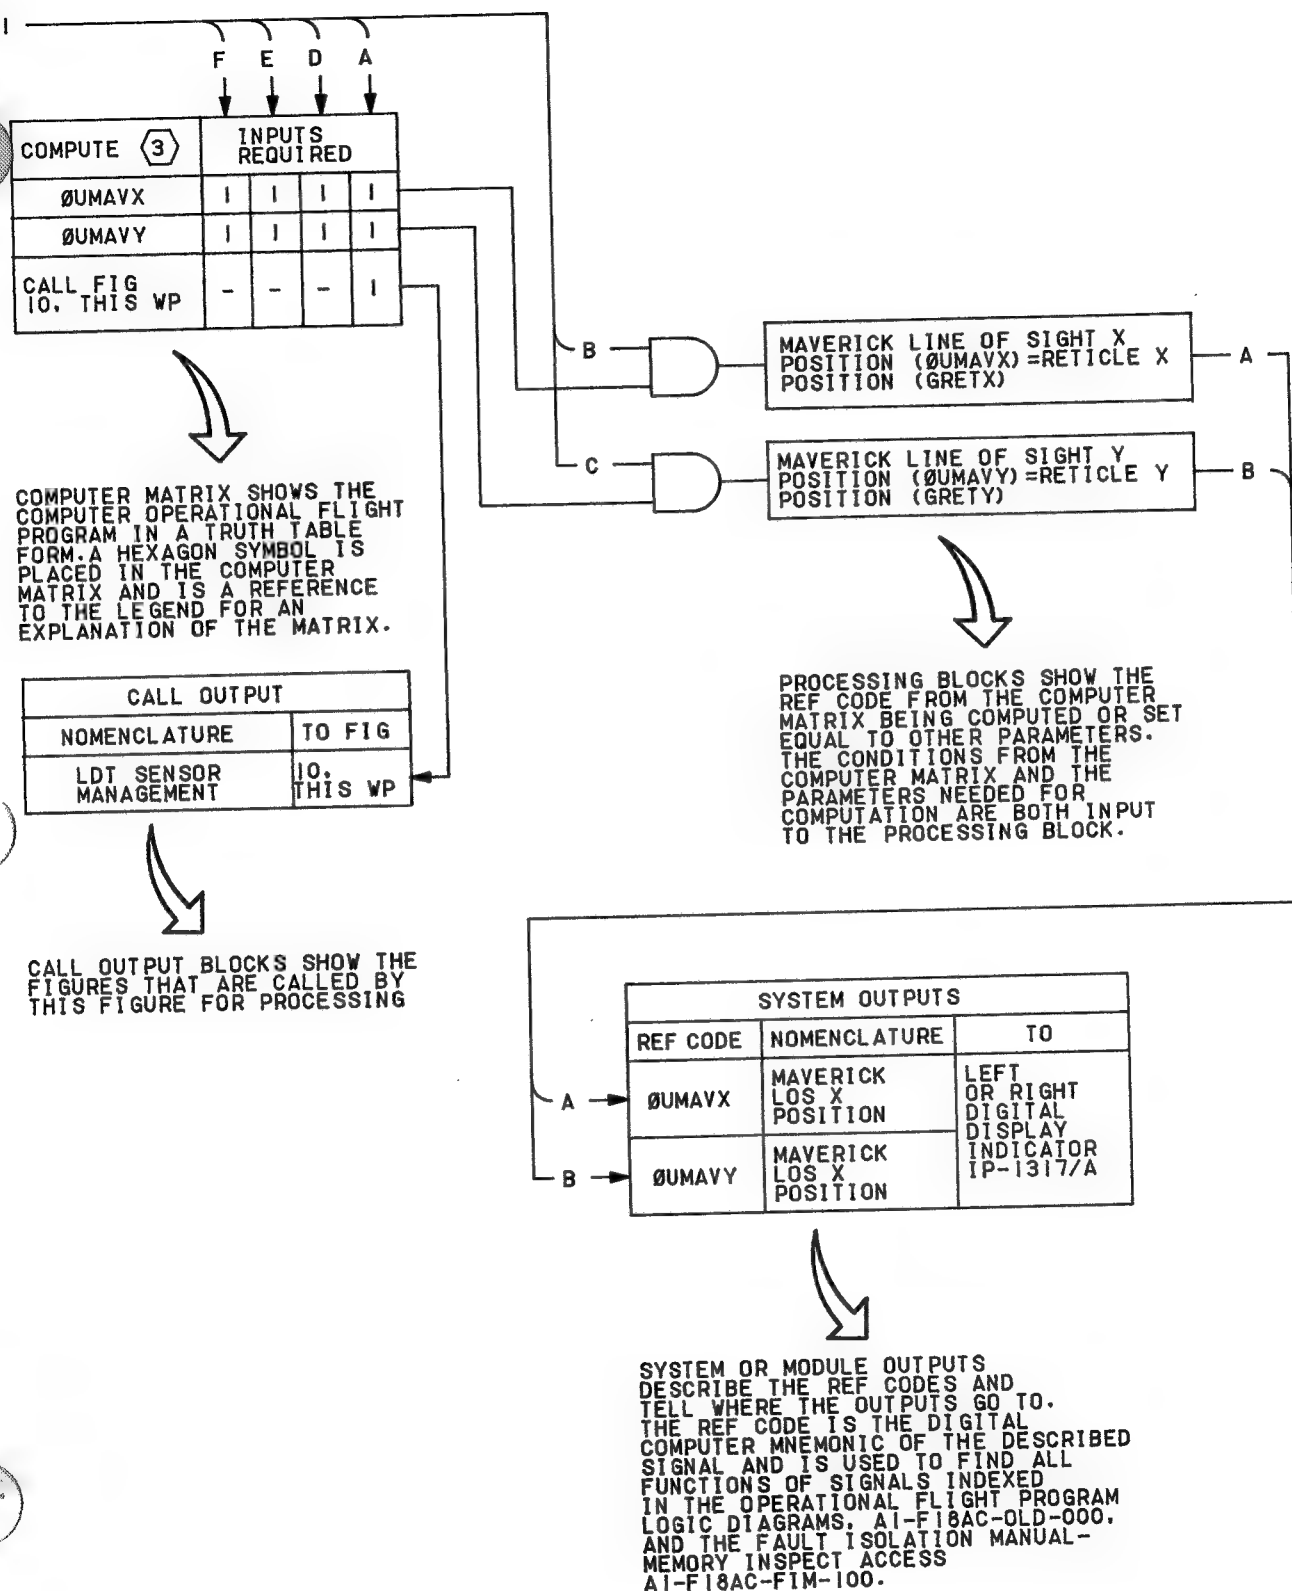 I
F E D A
COMPUTE 3
INPUTS
REQUIRED
ØUMAVX I I I I
ØUMAVY I I I I
CALL FIG
10, THIS WP - - - I
B
MAVERICK LINE OF SIGHT X
POSITION (ØUMAVX)=RETICLE X
POSITION (GRETX)
A
C
MAVERICK LINE OF SIGHT Y
POSITION (ØUMAVY)=RETICLE Y
POSITION (GRETY)
B
COMPUTER MATRIX SHOWS THE
COMPUTER OPERATIONAL FLIGHT
PROGRAM IN A TRUTH TABLE
FORM. A HEXAGON SYMBOL IS
PLACED IN THE COMPUTER
MATRIX AND IS A REFERENCE
TO THE LEGEND FOR AN
EXPLANATION OF THE MATRIX.
CALL OUTPUT
NOMENCLATURE TO FIG
LDT SENSOR
MANAGEMENT
10,
THIS WP
PROCESSING BLOCKS SHOW THE
REF CODE FROM THE COMPUTER
MATRIX BEING COMPUTED OR SET
EQUAL TO OTHER PARAMETERS.
THE CONDITIONS FROM THE
COMPUTER MATRIX AND THE
PARAMETERS NEEDED FOR
COMPUTATION ARE BOTH INPUT
TO THE PROCESSING BLOCK.
CALL OUTPUT BLOCKS SHOW THE
FIGURES THAT ARE CALLED BY
THIS FIGURE FOR PROCESSING
SYSTEM OUTPUTS
REF CODE NOMENCLATURE TO
A
ØUMAVX
MAVERICK
LOS X
POSITION
LEFT
OR RIGHT
DIGITAL
DISPLAY
INDICATOR
IP-1317/A
B
ØUMAVY
MAVERICK
LOS X
POSITION
SYSTEM OR MODULE OUTPUTS
DESCRIBE THE REF CODES AND
TELL WHERE THE OUTPUTS GO TO.
THE REF CODE IS THE DIGITAL
COMPUTER MNEMONIC OF THE DESCRIBED
SIGNAL AND IS USED TO FIND ALL
FUNCTIONS OF SIGNALS INDEXED
IN THE OPERATIONAL FLIGHT PROGRAM
LOGIC DIAGRAMS, A1-F18AC-OLD-000,
AND THE FAULT ISOLATION MANUAL-
MEMORY INSPECT ACCESS
A1-F18AC-FIM-100.